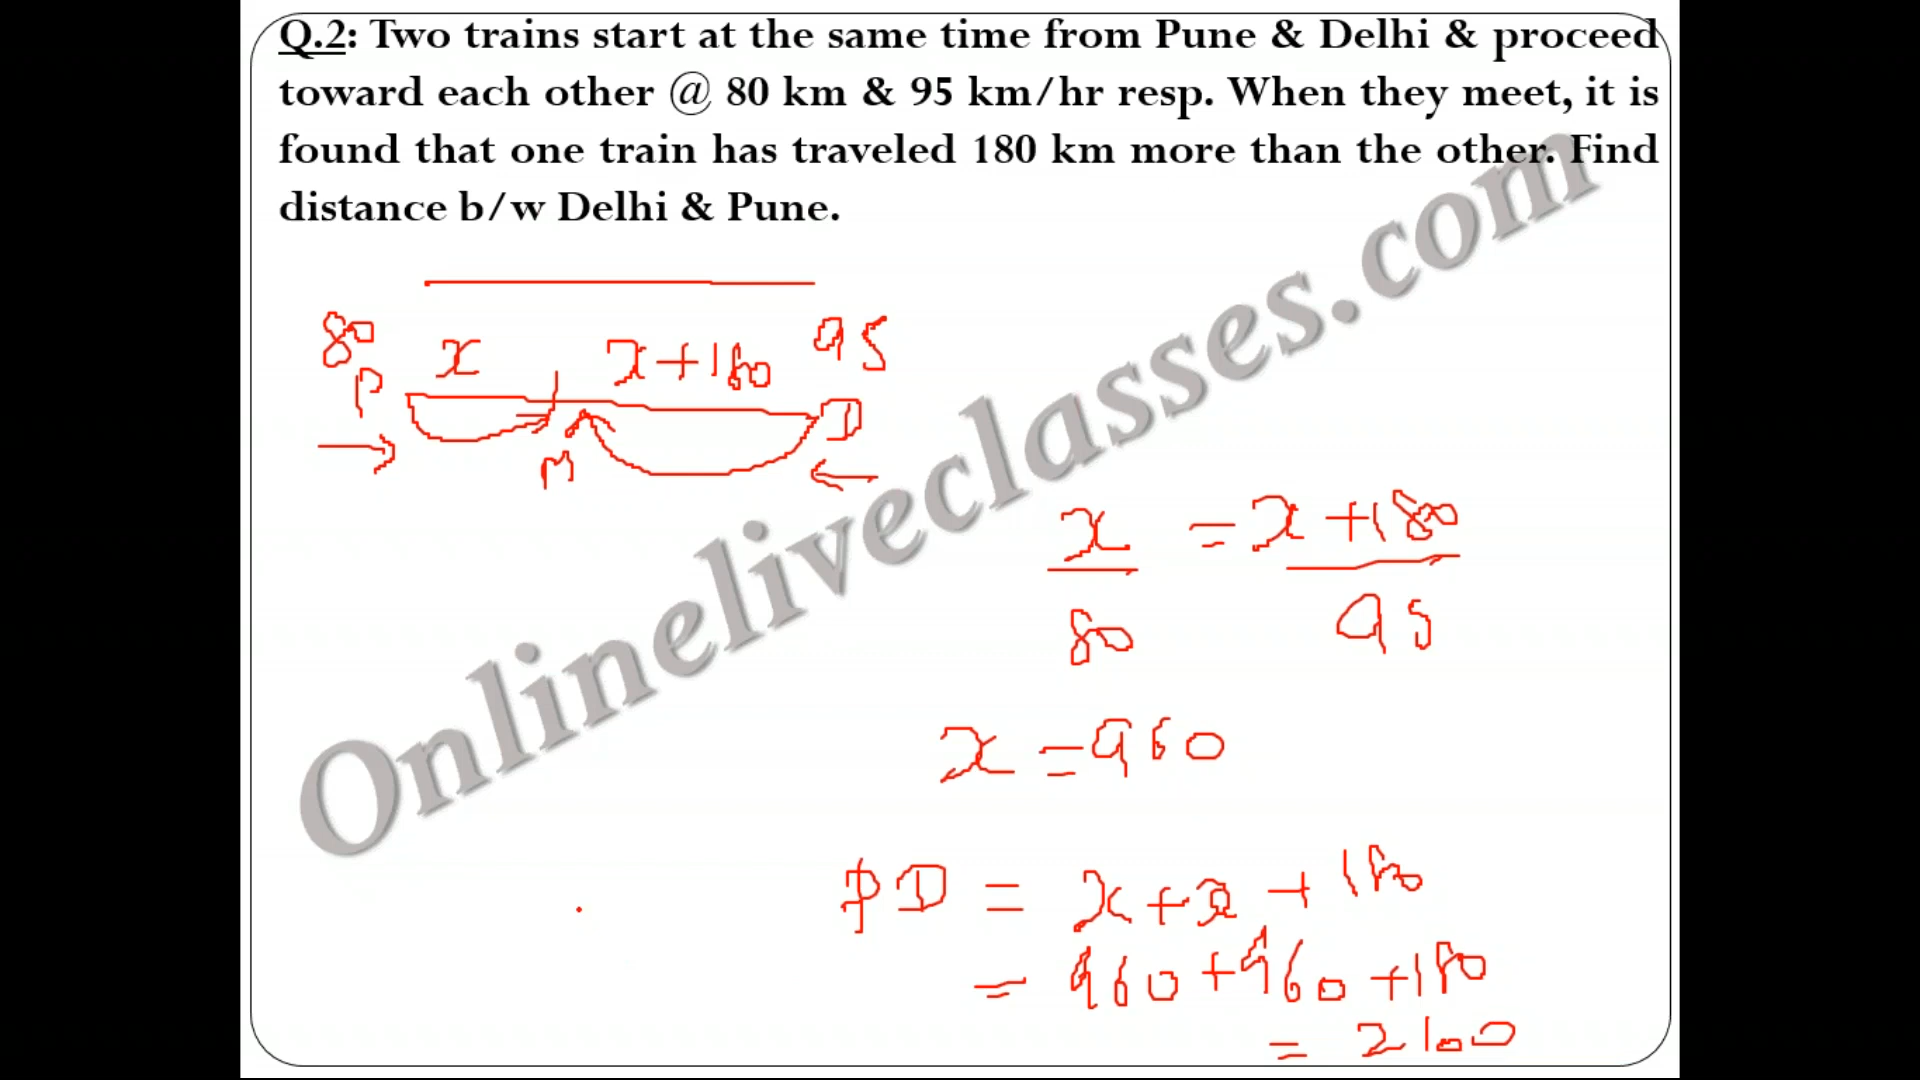 Q.2: Two trains start at the same time from Pune & Delhi & proceed
toward each other @ 80 km & 95 km/hr resp. When they meet, it is
found that one train has traveled 180 km more than the other. Find
distance b/w Delhi & Pune.
80 x x+180 95
P D
M
x = x+180
80 95
x = 960
PD = x+x+180
= 960+960+180
= 2100
Onlineliveclasses.com